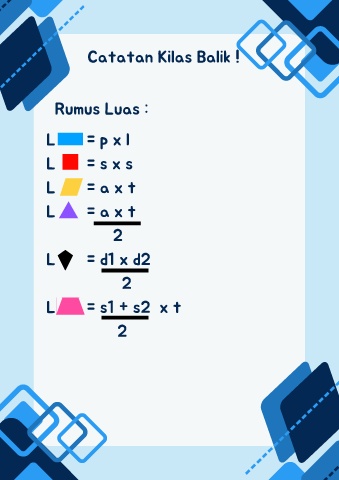 Catatan Kilas Balik !
Rumus Luas :
L = p x l
L = s x s
L = a x t
L = a x t
2
L = d1 x d2
2
L = s1 + s2 x t
2